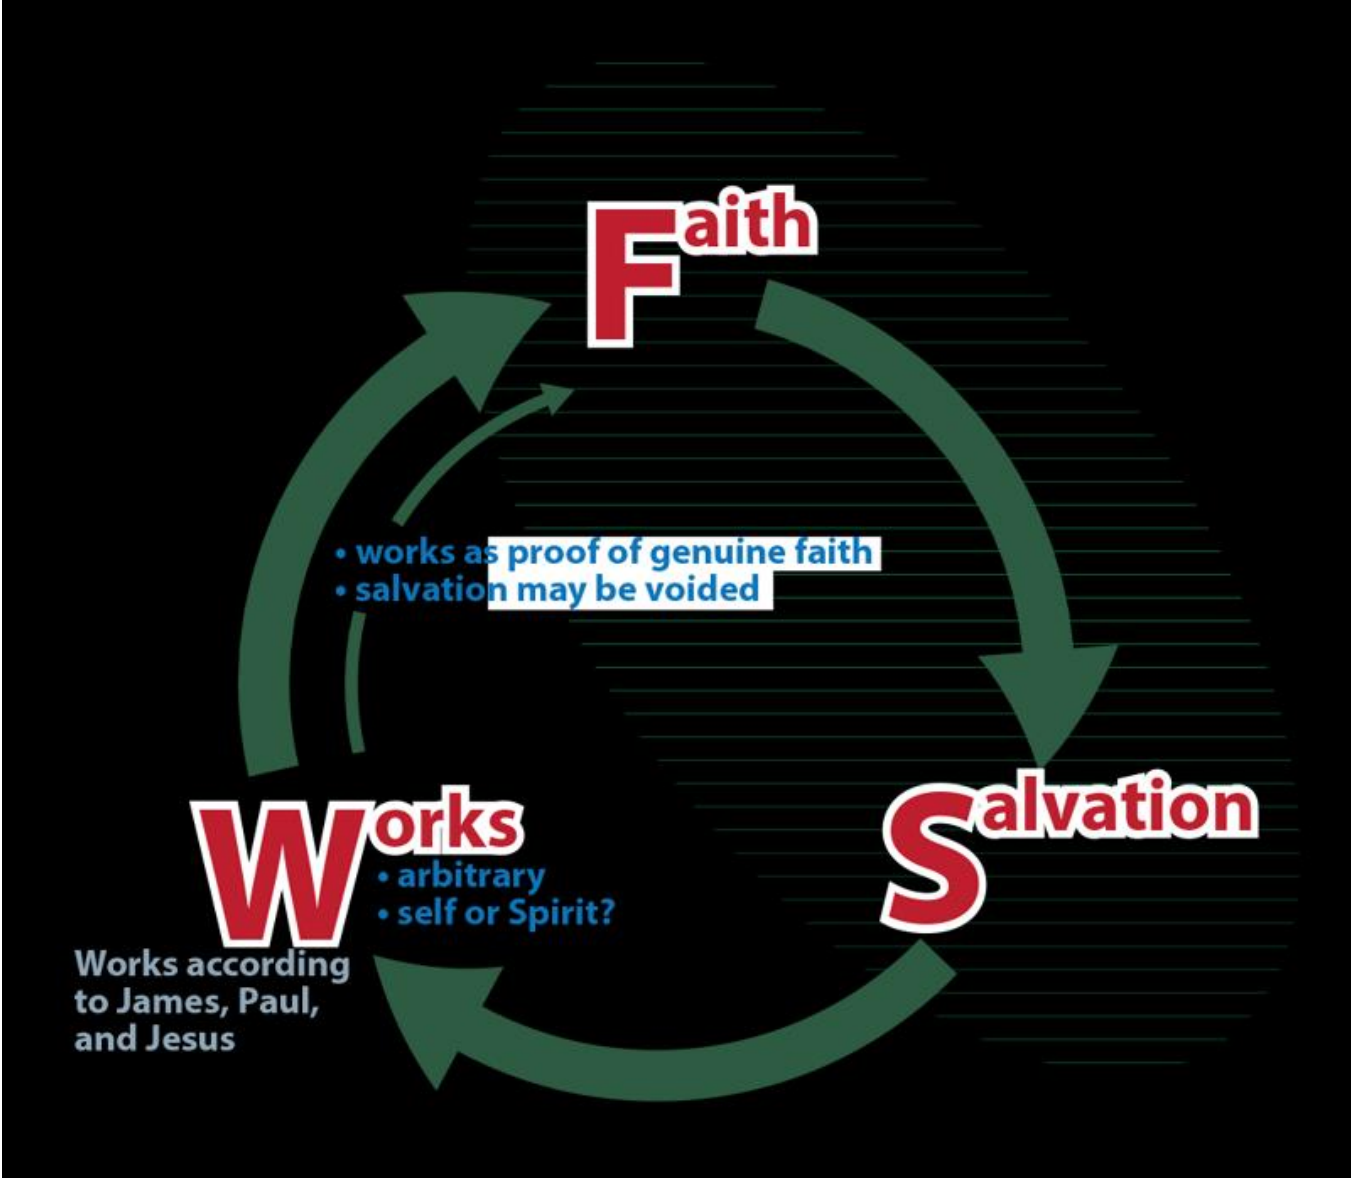 Faith
• works as proof of genuine faith
• salvation may be voided
Salvation
Works
• arbitrary
• self or Spirit?
Works according
to James, Paul,
and Jesus